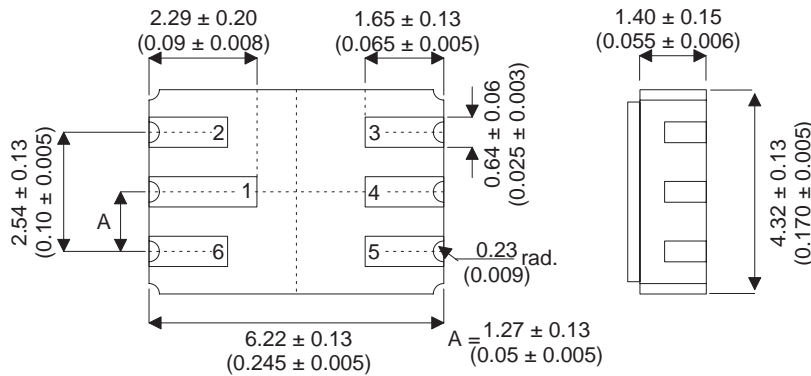 2.29 ± 0.20
(0.09 ± 0.008)
1.65 ± 0.13
(0.065 ± 0.005)
1.40 ± 0.15
(0.055 ± 0.006)
2
3
1
4
6
5
A
2.54 ± 0.13
(0.10 ± 0.005)
0.64 ± 0.06
(0.025 ± 0.003)
4.32 ± 0.13
(0.170 ± 0.005)
0.23 rad.
(0.009)
6.22 ± 0.13
(0.245 ± 0.005)
A = 1.27 ± 0.13
(0.05 ± 0.005)